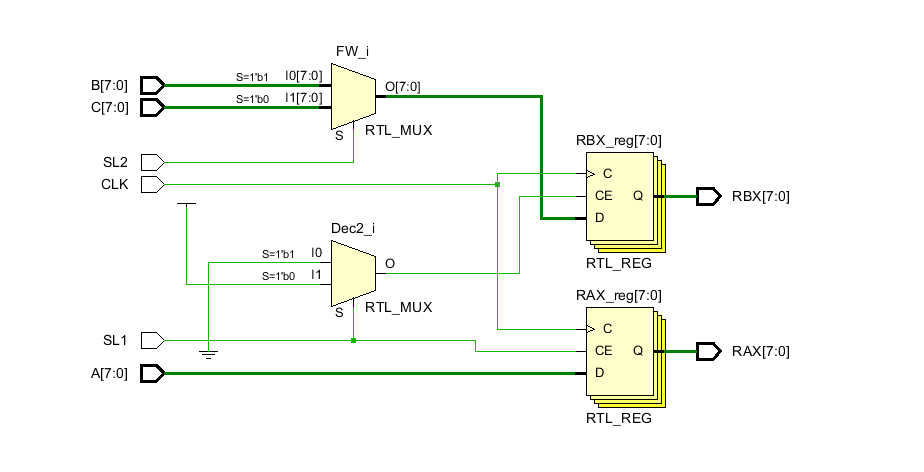 FW_i
B[7:0] S=1'b1 I0[7:0] O[7:0]
C[7:0] S=1'b0 I1[7:0]
S RTL_MUX
RBX_reg[7:0]
SL2
CLK
C
CE Q RBX[7:0]
D
Dec2_i
S=1'b1 I0 O
S=1'b0 I1
RTL_REG
S RTL_MUX
RAX_reg[7:0]
C
SL1
CE Q RAX[7:0]
A[7:0] D
RTL_REG